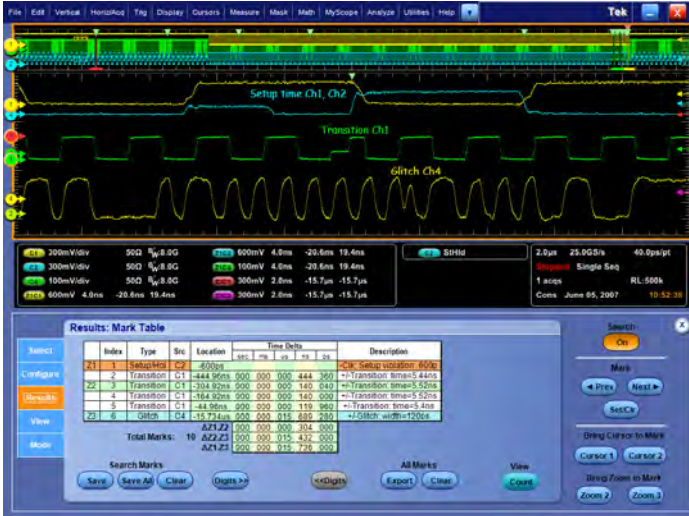 File Edit Vertical Horiz/Acq Trig Display Cursors Measure Mask Math MyScope Analyze Utilities Help Tek
Setup time Ch1, Ch2
Transition Ch1
Glitch Ch4
C1 300mV/div 50Ω 8.0G
C2 300mV/div 50Ω 8.0G
100mV/div 50Ω 8.0G
Z1C1 600mV 4.0ns -20.6ns 19.4ns
600mV 4.0ns -20.6ns 19.4ns
100mV 4.0ns -20.6ns 19.4ns
300mV 2.0ns -15.7µs -15.7µs
300mV 2.0ns -15.7µs -15.7µs
C2 StHld
2.0µs 25.0GS/s 40.0ps/pt
Stopped Single Seq
1 acqs RL:500k
Cons June 05, 2007 10:52:38
Results: Mark Table
Select
Configure
Results
View
Mode
Time Delta
Index Type Src Location sec ms us ns ps Description
Z1 1 Setup/Hol C2 -600ps -Clk: Setup violation: 600p
2 Transition C1 -444.96ns 000 000 000 444 360 +/-Transition: time=5.44ns
Z2 3 Transition C1 -304.92ns 000 000 000 140 040 +/-Transition: time=5.52ns
4 Transition C1 -164.92ns 000 000 000 140 000 +/-Transition: time=5.52ns
5 Transition C1 -44.96ns 000 000 000 119 960 +/-Transition: time=5.4ns
Z3 6 Glitch C4 -15.734us 000 000 015 689 280 +/-Glitch: width=120ps
ΔZ1.Z2 000 000 000 304 000
Total Marks: 10 ΔZ2.Z3 000 000 015 432 000
ΔZ1.Z3 000 000 015 736 000
Search Marks
Save Save All Clear Digits >> <<Digits
All Marks
Export Clear
View
Count
Search
On
Mark
Prev Next
Set/Clr
Bring Cursor to Mark
Cursor 1 Cursor 2
Bring Zoom to Mark
Zoom 2 Zoom 3